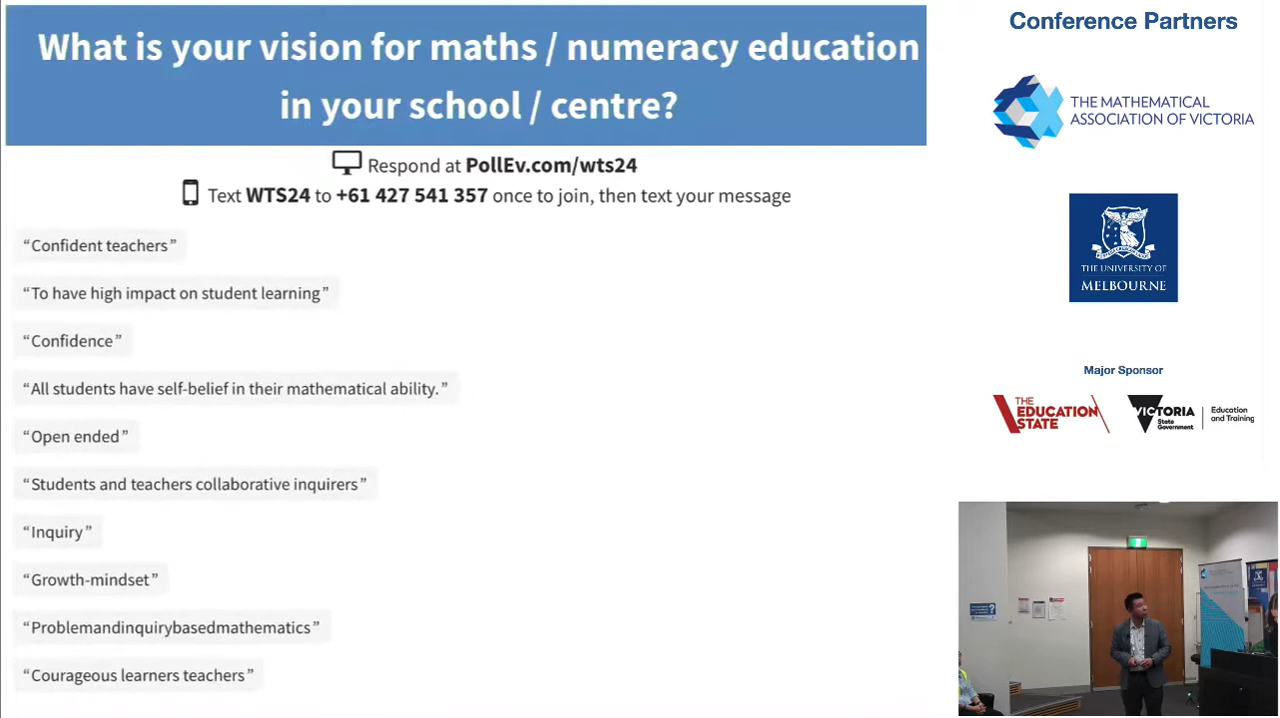 What is your vision for maths / numeracy education
in your school / centre?
Respond at PollEv.com/wts24
Text WTS24 to +61 427 541 357 once to join, then text your message
“Confident teachers”
“To have high impact on student learning”
“Confidence”
“All students have self-belief in their mathematical ability.”
“Open ended”
“Students and teachers collaborative inquirers”
“Inquiry”
“Growth-mindset”
“Problemandinquirybasedmathematics”
“Courageous learners teachers”
Conference Partners
THE MATHEMATICAL
ASSOCIATION OF VICTORIA
THE UNIVERSITY OF
MELBOURNE
Major Sponsor
THE
EDUCATION
STATE
VICTORIA
State
Government
Education
and Training